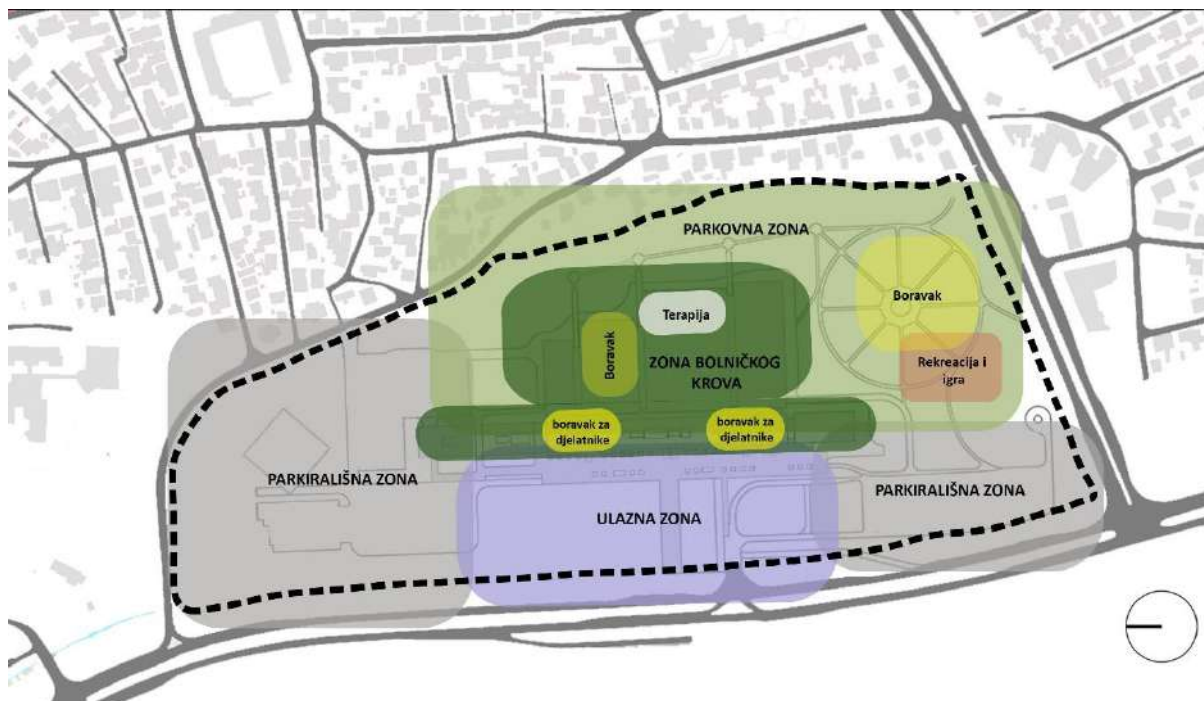 PARKOVNA ZONA
Boravak
Terapija
Boravak
ZONA BOLNIČKOG
KROVA
Rekreacija i
igra
boravak za
djelatnike
boravak za
djelatnike
PARKIRALIŠNA ZONA
PARKIRALIŠNA ZONA
ULAZNA ZONA